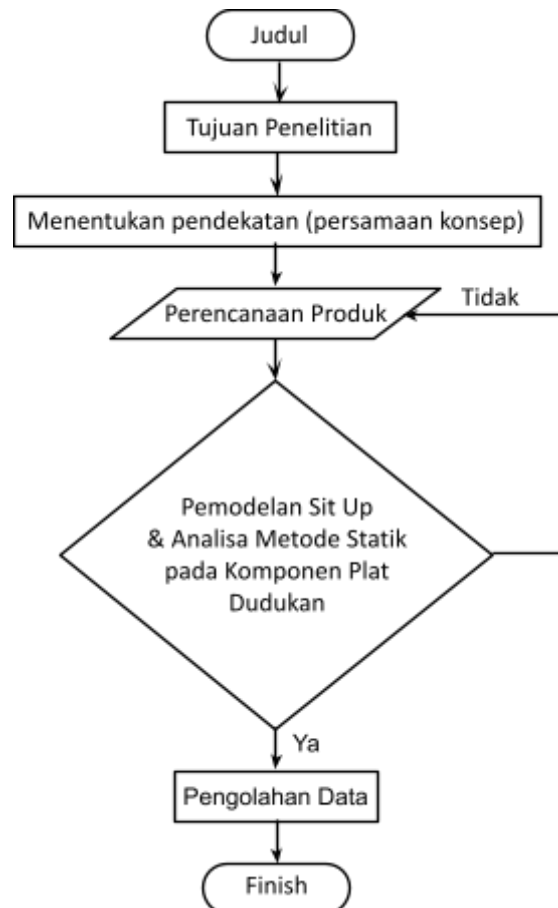 Judul
Tujuan Penelitian
Menentukan pendekatan (persamaan konsep)
Perencanaan Produk
Tidak
Pemodelan Sit Up
& Analisa Metode Statik
pada Komponen Plat
Dudukan
Ya
Pengolahan Data
Finish